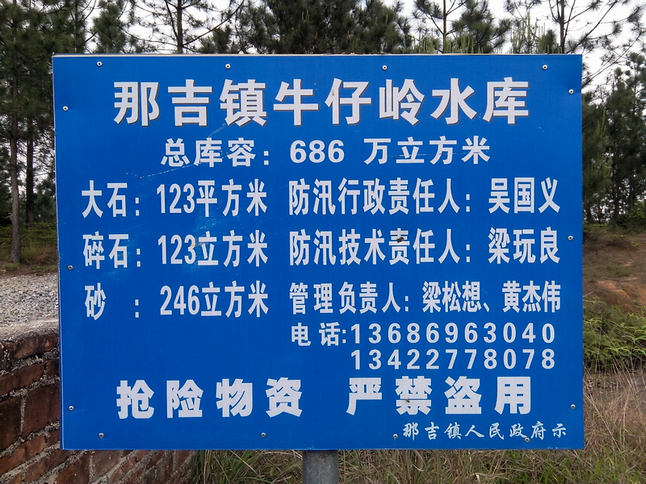 那吉镇牛仔岭水库
总库容：686 万立方米
大石：123平方米 防汛行政责任人：吴国义
碎石：123立方米 防汛技术责任人：梁玩良
砂 ：246立方米 管理负责人：梁松想、黄杰伟
电话:13686963040
13422778078
抢险物资 严禁盗用
那吉镇人民政府示